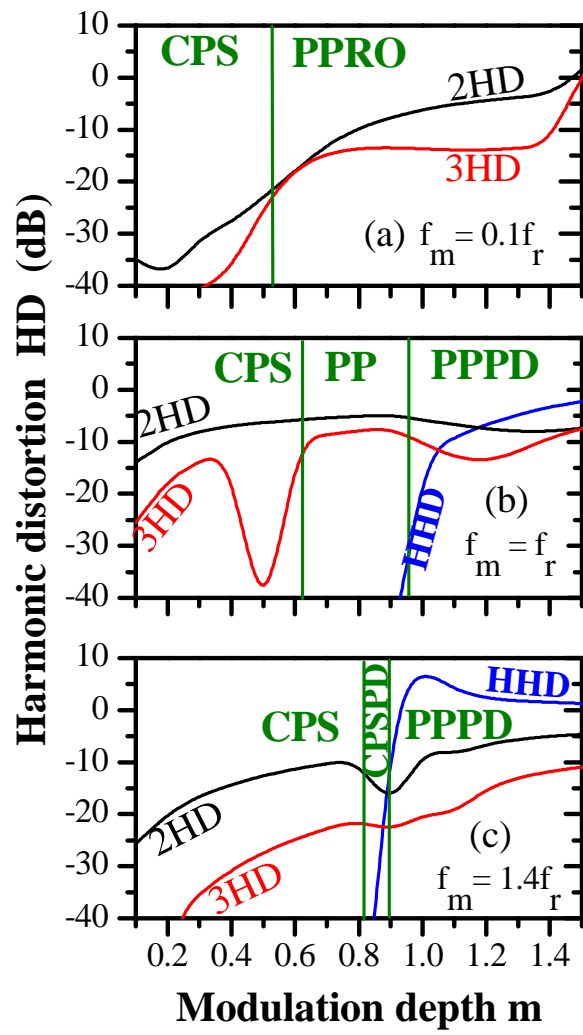 Harmonic distortion HD (dB)
10
0
-10
-20
-30
-40
CPS PPRO
2HD
3HD
(a) f_m = 0.1f_r
10
0
-10
-20
-30
-40
CPS PP PPPD
2HD
3HD
HHD
(b)
f_m = f_r
10
0
-10
-20
-30
-40
CPS CPSPD PPPD
HHD
2HD
3HD
(c)
f_m = 1.4f_r
0.2 0.4 0.6 0.8 1.0 1.2 1.4
Modulation depth m